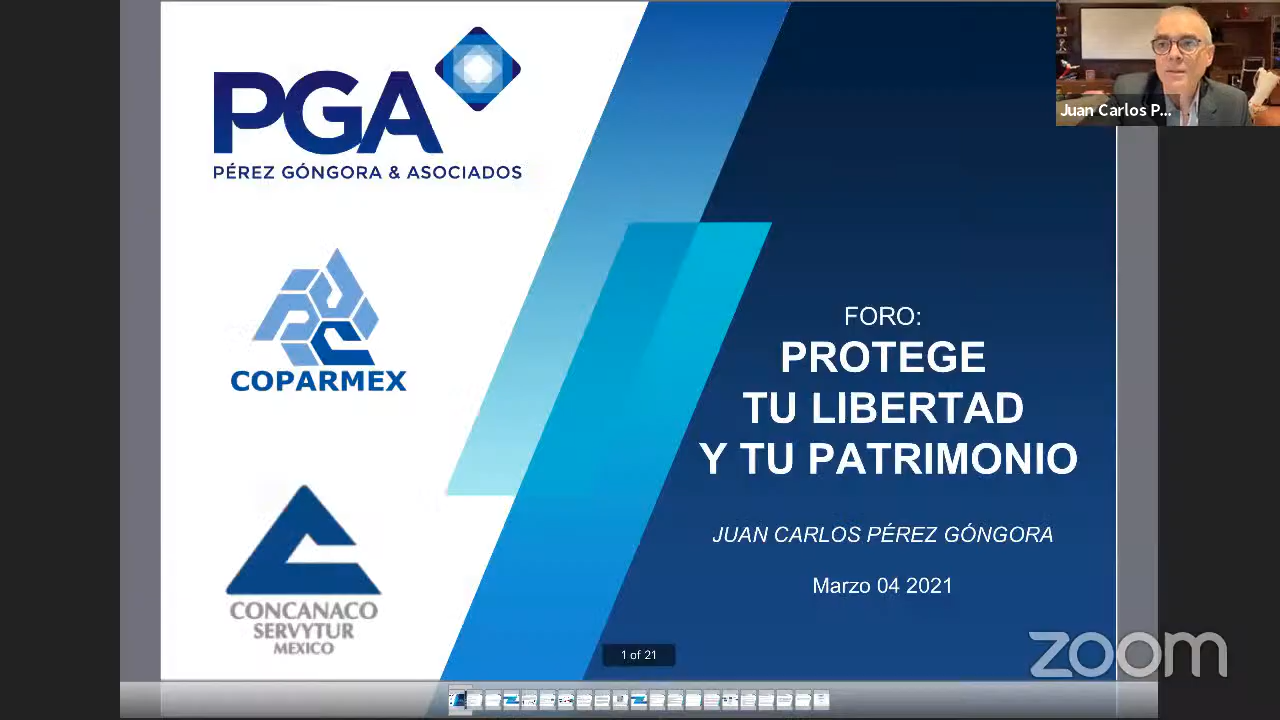 PGA
PÉREZ GÓNGORA & ASOCIADOS
COPARMEX
CONCANACO
SERVYTUR
MEXICO
FORO:
PROTEGE
TU LIBERTAD
Y TU PATRIMONIO
JUAN CARLOS PÉREZ GÓNGORA
Marzo 04 2021
Juan Carlos P...
1 of 21
zoom